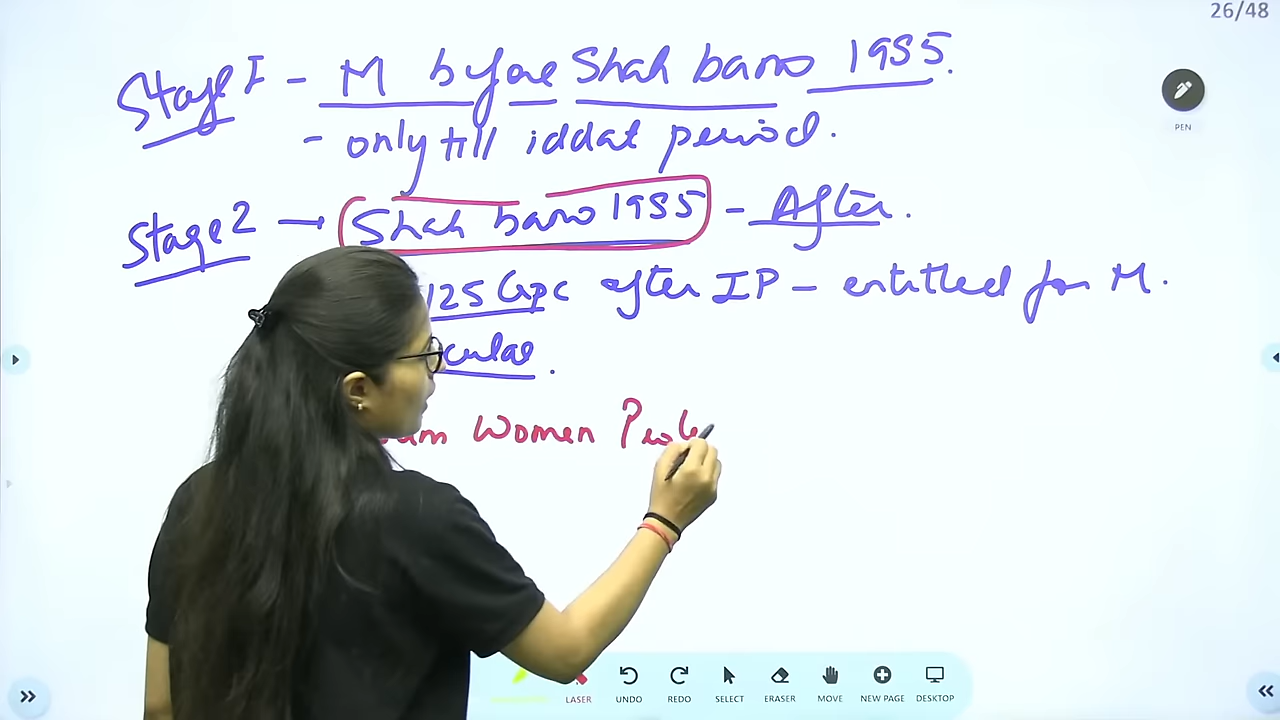 26/48
Stage I - M before Shah bano 1985.
- only till iddat period.
PEN
Stage 2 → Shah bano 1985 - After.
125 CrPC after IP - entitled for M.
Women Prote
LASER UNDO REDO SELECT ERASER MOVE NEW PAGE DESKTOP